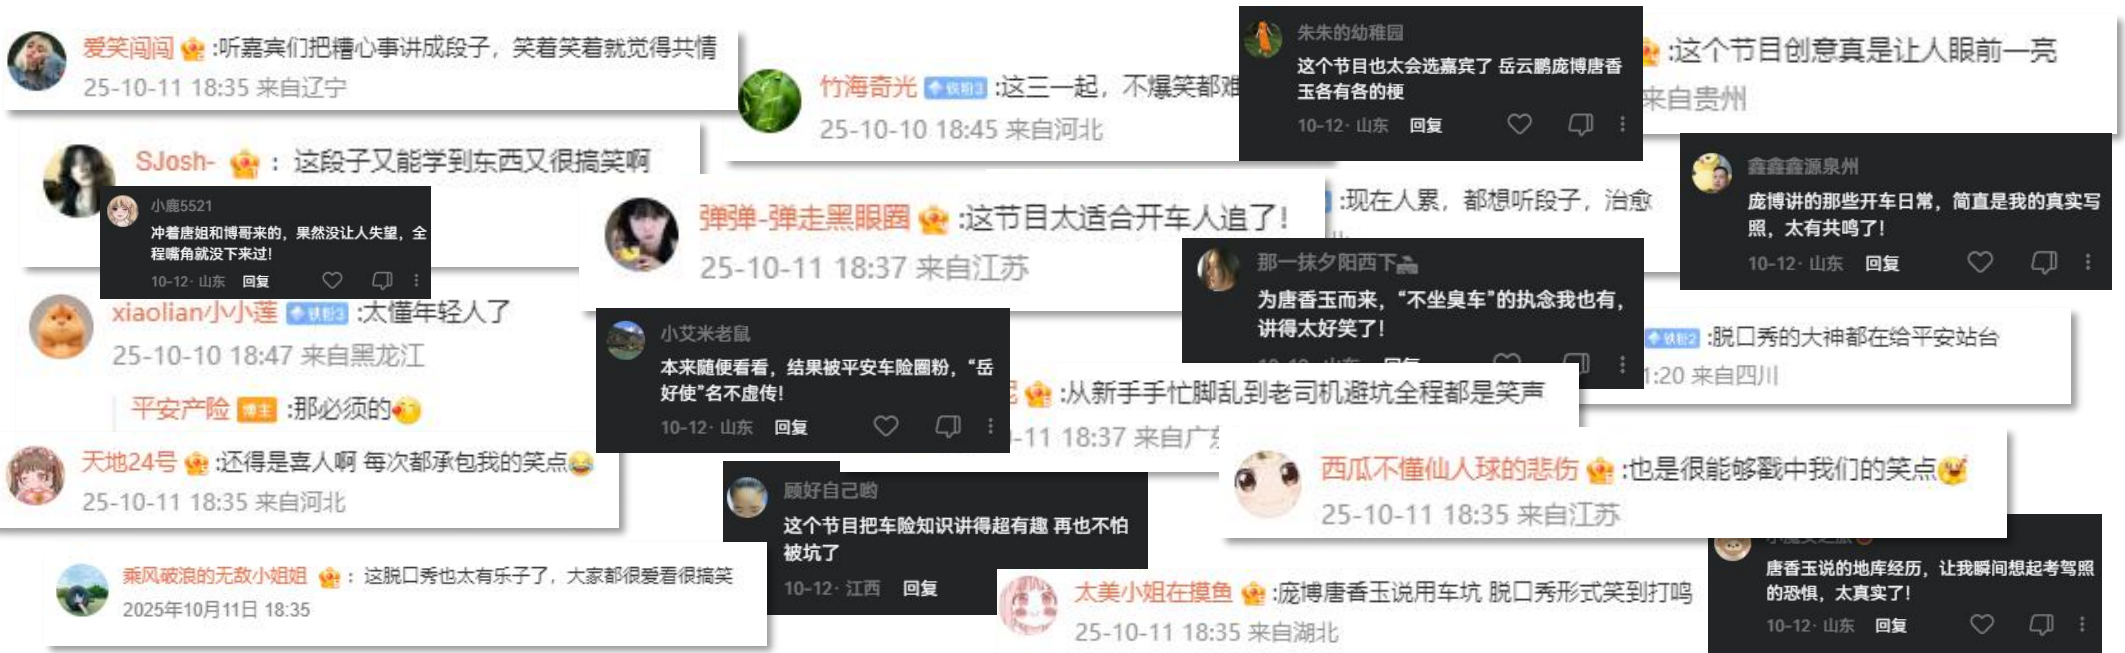 爱笑闯闯 :听嘉宾们把糟心事讲成段子，笑着笑着就觉得共情
25-10-11 18:35 来自辽宁
SJosh- ： 这段子又能学到东西又很搞笑啊
小鹿5521
冲着唐姐和博哥来的，果然没让人失望，全
程嘴角就没下来过!
10-12· 山东 回复
xiaolian小小莲 铁粉3 :太懂年轻人了
25-10-10 18:47 来自黑龙江
平安产险 博主 :那必须的
天地24号 :还得是喜人啊 每次都承包我的笑点
25-10-11 18:35 来自河北
乘风破浪的无敌小姐姐 ： 这脱口秀也太有乐子了，大家都很爱看很搞笑
2025年10月11日 18:35
竹海奇光 铁粉3 :这三一起，不爆笑都难
25-10-10 18:45 来自河北
弹弹-弹走黑眼圈 :这节目太适合开车人追了!
25-10-11 18:37 来自江苏
小艾米老鼠
本来随便看看，结果被平安车险圈粉，“岳
好使”名不虚传!
10-12· 山东 回复
:从新手手忙脚乱到老司机避坑全程都是笑声
-11 18:37 来自广
顾好自己哟
这个节目把车险知识讲得超有趣 再也不怕
被坑了
10-12· 江西 回复
太美小姐在摸鱼 :庞博唐香玉说用车坑 脱口秀形式笑到打鸣
25-10-11 18:35 来自湖北
朱朱的幼稚园
这个节目也太会选嘉宾了 岳云鹏庞博唐香
玉各有各的梗
10-12· 山东 回复
:现在人累，都想听段子，治愈
那一抹夕阳西下
为唐香玉而来，“不坐臭车”的执念我也有，
讲得太好笑了!
西瓜不懂仙人球的悲伤 :也是很能够戳中我们的笑点
25-10-11 18:35 来自江苏
:这个节目创意真是让人眼前一亮
来自贵州
鑫鑫鑫源泉州
庞博讲的那些开车日常，简直是我的真实写
照，太有共鸣了!
10-12· 山东 回复
铁粉2 :脱口秀的大神都在给平安站台
1:20 来自四川
唐香玉说的地库经历，让我瞬间想起考驾照
的恐惧，太真实了!
10-12· 山东 回复